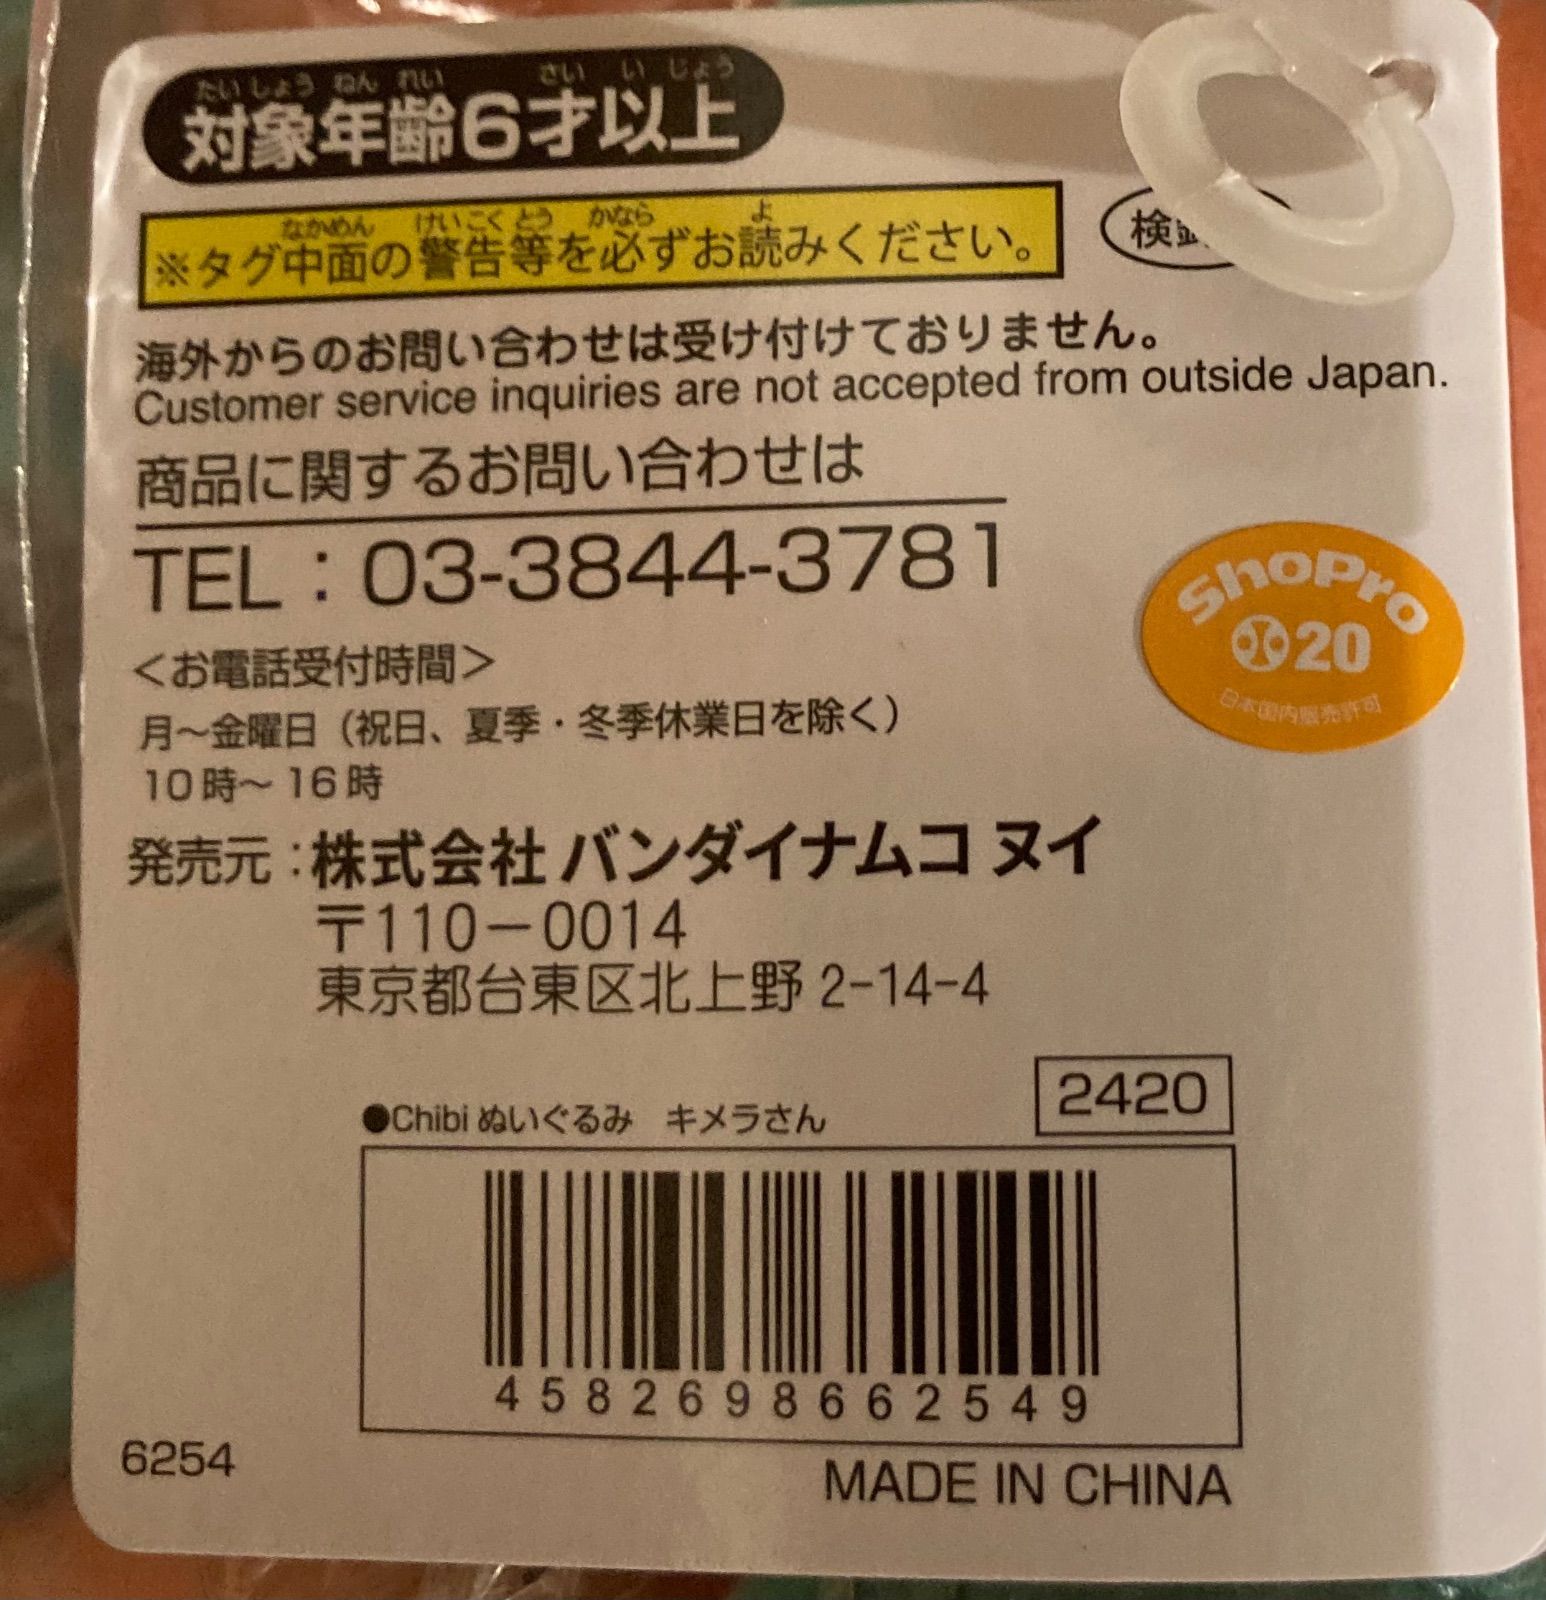 たいしょう ねん れい さい い じょう
対象年齢6才以上
なかめん けいこくとう かなら よ
※タグ中面の警告等を必ずお読みください。
検
海外からのお問い合わせは受け付けておりません。
Customer service inquiries are not accepted from outside Japan.
商品に関するお問い合わせは
TEL：03-3844-3781
＜お電話受付時間＞
月～金曜日（祝日、夏季・冬季休業日を除く）
10時～16時
ShoPro
20
日本国内販売許可
発売元：株式会社 バンダイナムコ ヌイ
〒110－0014
東京都台東区北上野 2-14-4
2420
●Chibi ぬいぐるみ　キメラさん
4582698662549
6254
MADE IN CHINA